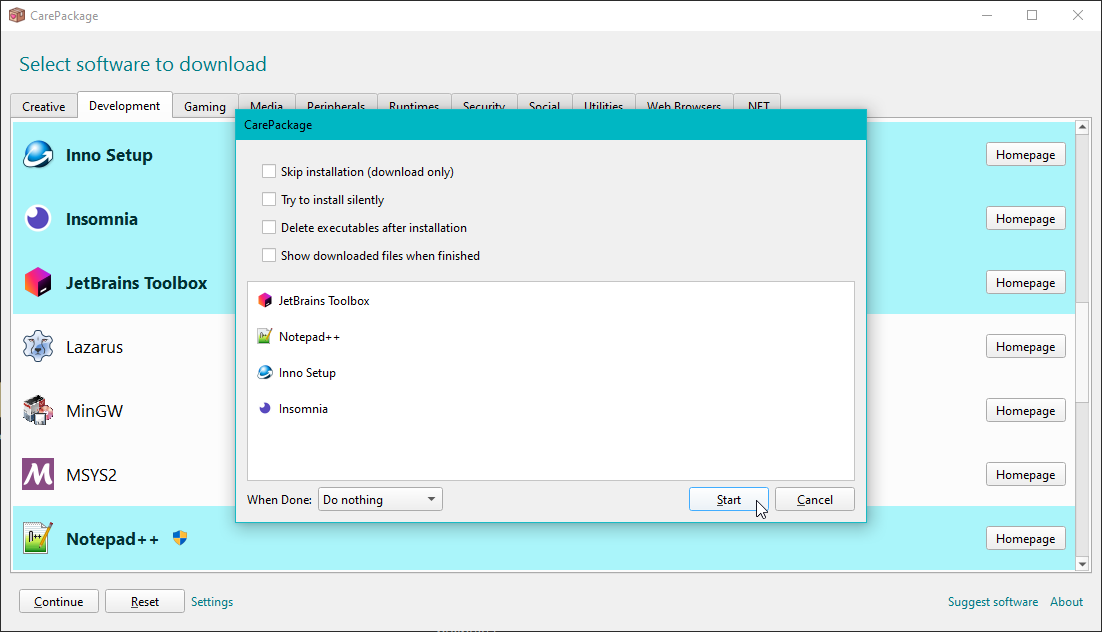 CarePackage
Select software to download
Creative Development Gaming Media Peripherals Runtimes Security Social Utilities Web Browsers .NET
CarePackage
Inno Setup Homepage
Skip installation (download only)
Try to install silently
Insomnia Homepage
Delete executables after installation
Show downloaded files when finished
JetBrains Toolbox Homepage
JetBrains Toolbox
Notepad++
Lazarus Homepage
Inno Setup
Insomnia
MinGW Homepage
MSYS2 Homepage
When Done: Do nothing Start Cancel
Notepad++ Homepage
Continue Reset Settings Suggest software About